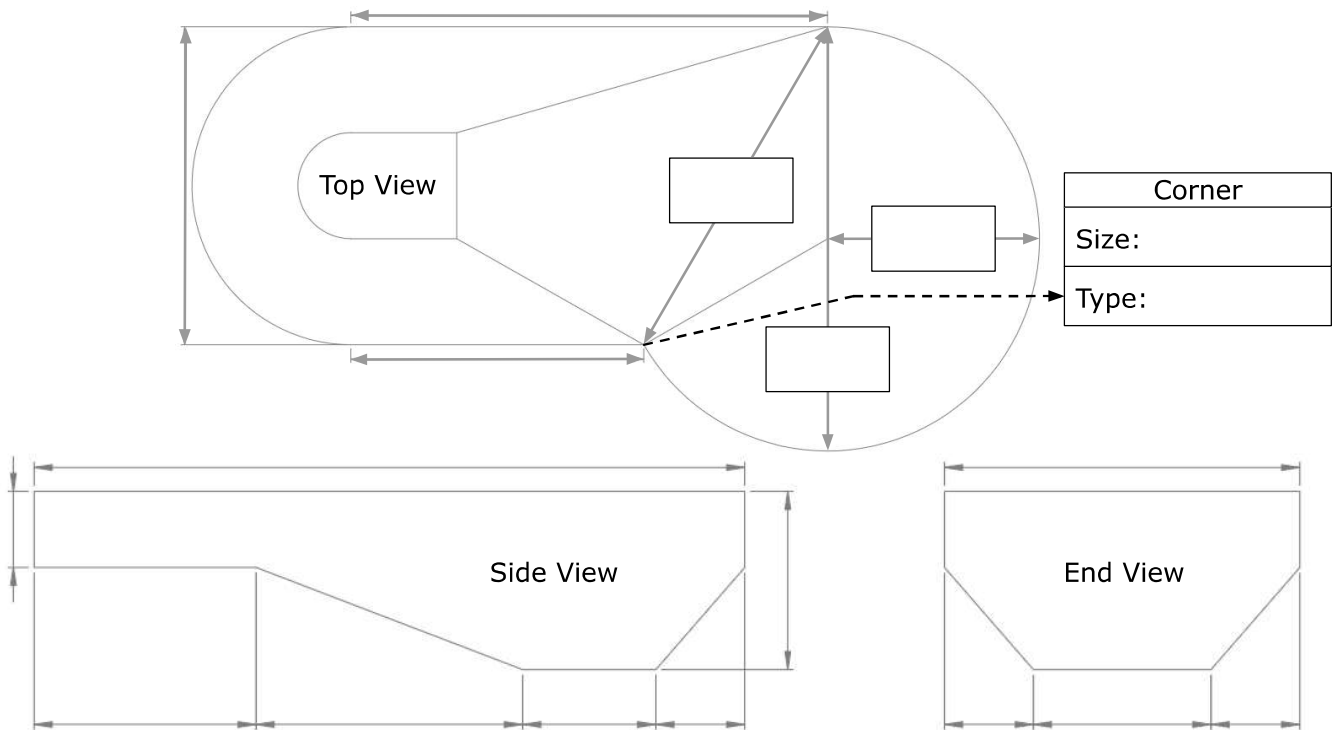 Top View
Corner
Size:
Type:
Side View
End View